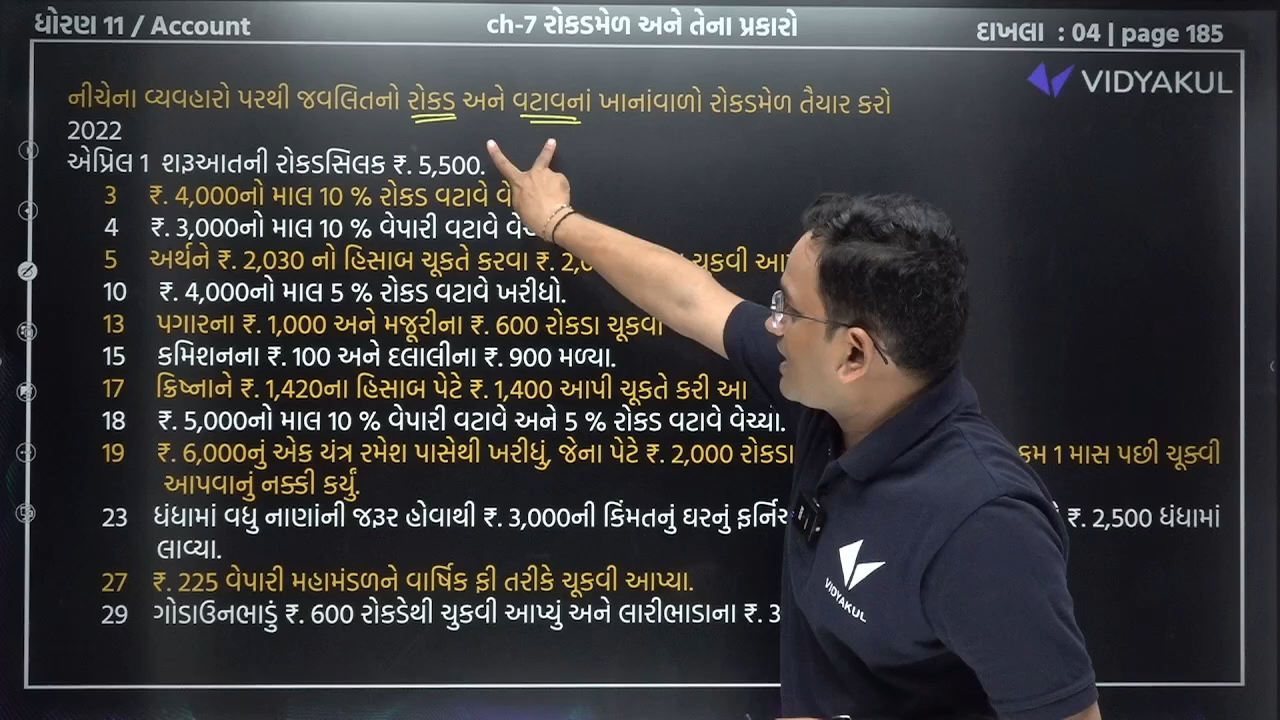 ધોરણ 11 / Account
ch-7 રોકડમેળ અને તેના પ્રકારો
દાખલા : 04 | page 185
VIDYAKUL
નીચેના વ્યવહારો પરથી જવલિતનો રોકડ અને વટાવનાં ખાનાંવાળો રોકડમેળ તૈયાર કરો
2022
એપ્રિલ 1 શરૂઆતની રોકડસિલક ₹. 5,500.
3 ₹. 4,000નો માલ 10 % રોકડ વટાવે
4 ₹. 3,000નો માલ 10 % વેપારી વટાવે
5 અર્થને ₹. 2,030 નો હિસાબ ચૂકતે કરવા ₹. ચૂકવી
10 ₹. 4,000નો માલ 5 % રોકડ વટાવે ખરીધો.
13 પગારના ₹. 1,000 અને મજૂરીના ₹. 600 રોકડા
15 કમિશનના ₹. 100 અને દલાલીના ₹. 900 મળ્યા.
17 ક્રિષ્નાને ₹. 1,420ના હિસાબ પેટે ₹. 1,400 આપી ચૂકતે કરી
18 ₹. 5,000નો માલ 10 % વેપારી વટાવે અને 5 % રોકડ વટાવે વેચ્યો.
19 ₹. 6,000નું એક યંત્ર રમેશ પાસેથી ખરીધું, જેના પેટે ₹. 2,000 રોકડા 1 માસ પછી ચૂકવી
આપવાનું નક્કી કર્યું.
23 ધંધામાં વધુ નાણાંની જરૂર હોવાથી ₹. 3,000ની કિંમતનું ઘરનું ₹. 2,500 ધંધામાં
લાવ્યા.
27 ₹. 225 વેપારી મહામંડળને વાર્ષિક ફી તરીકે ચૂકવી આપ્યા.
29 ગોડાઉનભાડું ₹. 600 રોકડેથી ચુકવી આપ્યું અને લારીભાડાના ₹.
VIDYAKUL